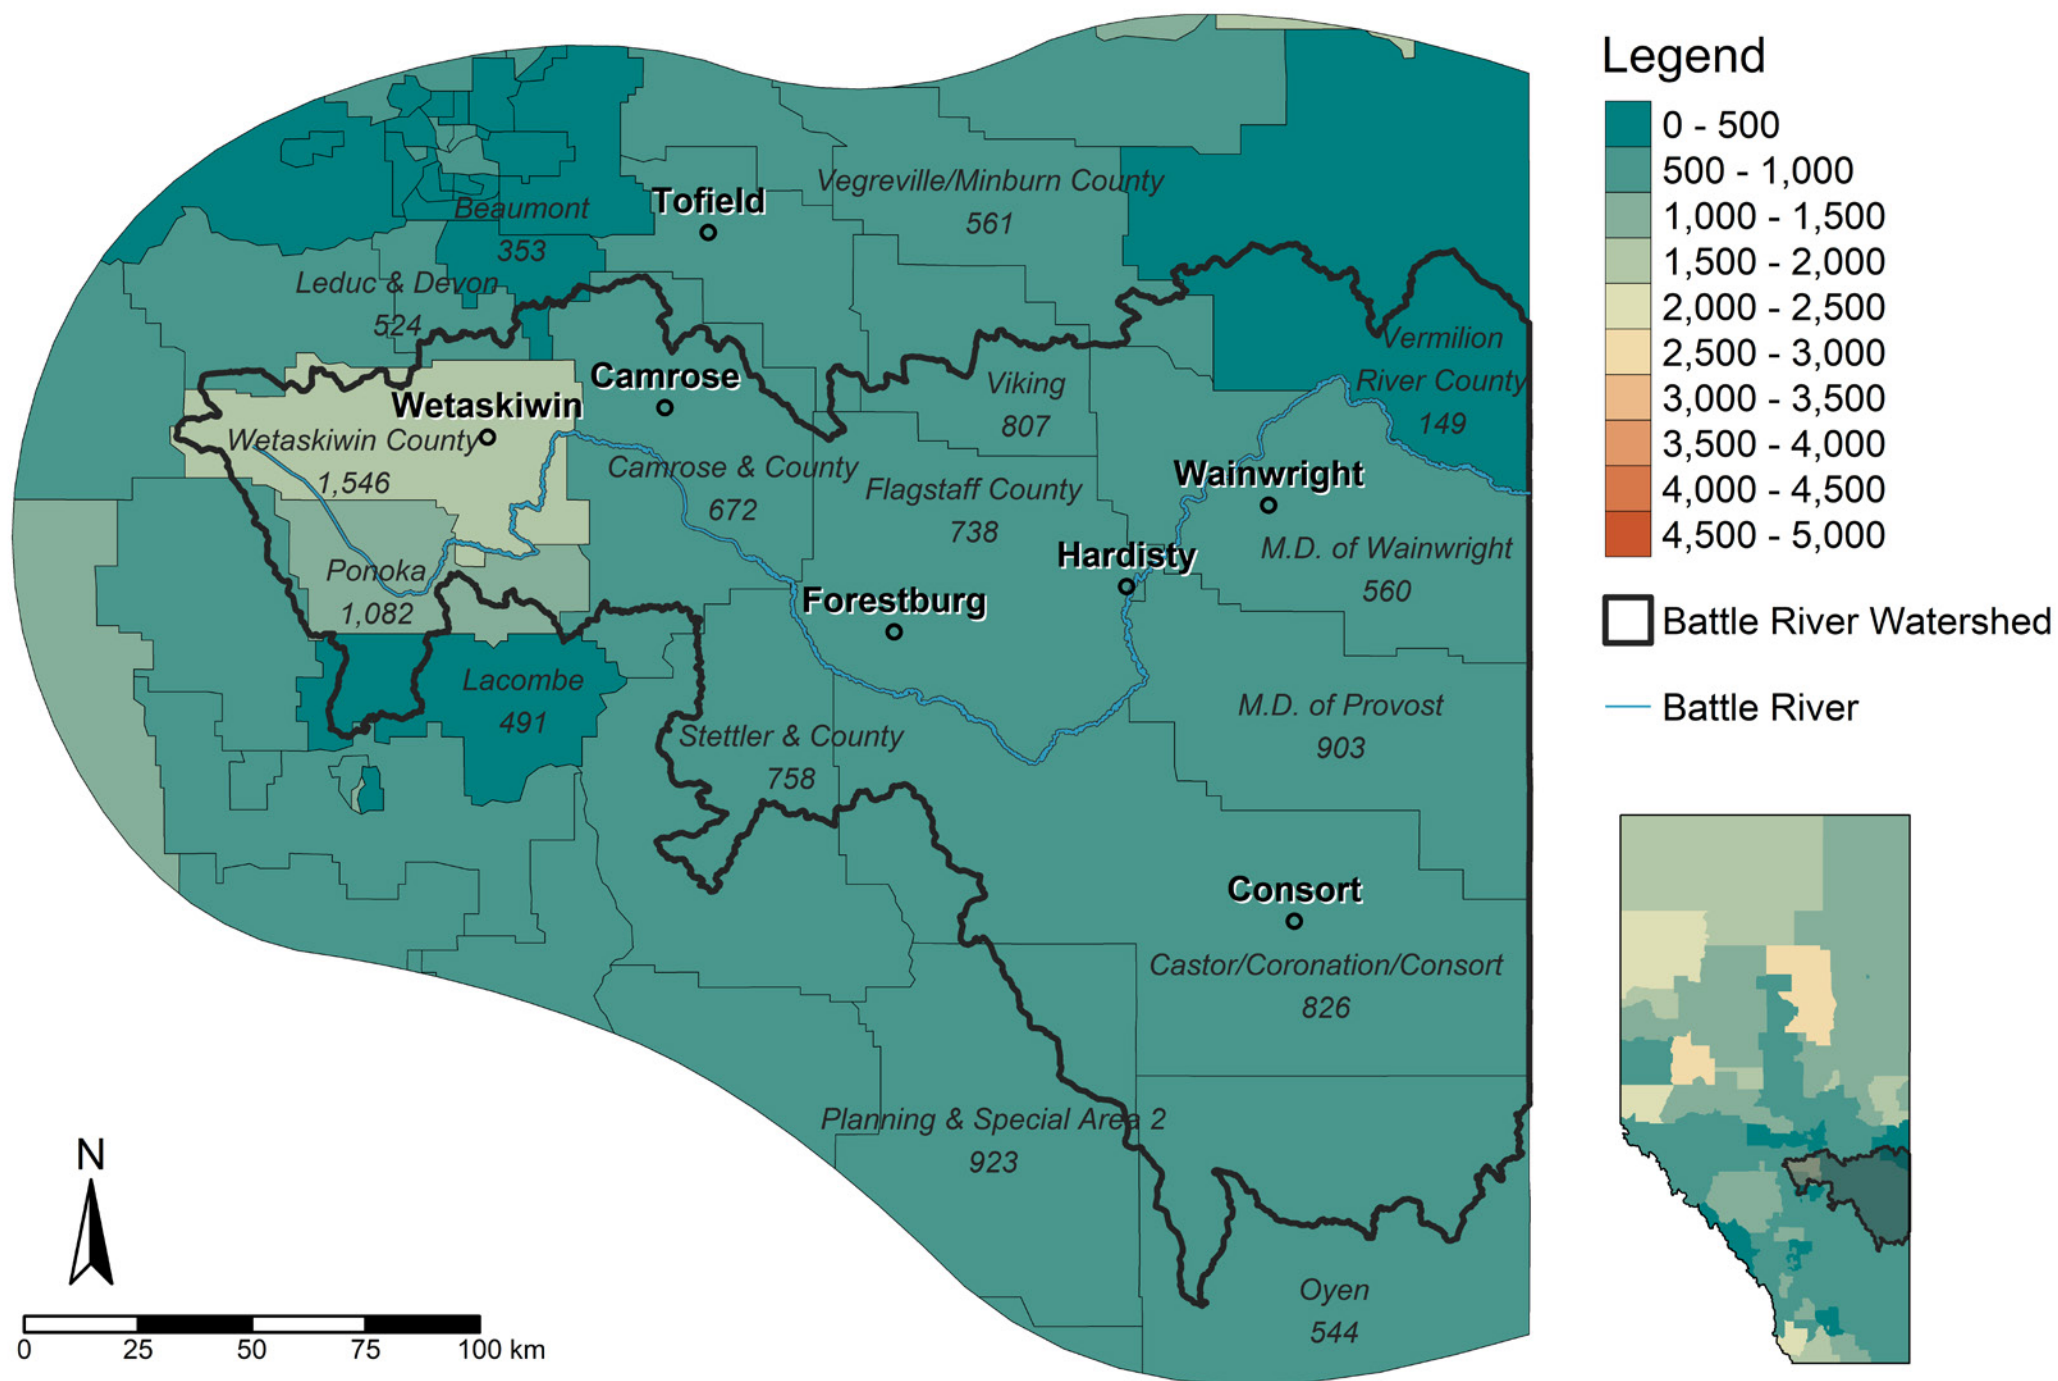 Legend
0 - 500
500 - 1,000
1,000 - 1,500
1,500 - 2,000
2,000 - 2,500
2,500 - 3,000
3,000 - 3,500
3,500 - 4,000
4,000 - 4,500
4,500 - 5,000
Battle River Watershed
Battle River
Tofield
Vegreville/Minburn County
561
Beaumont
353
Leduc & Devon
524
Vermilion
River County
149
Camrose
Wetaskiwin
Wetaskiwin County
1,546
Viking
807
Camrose & County
672
Flagstaff County
738
Wainwright
M.D. of Wainwright
560
Hardisty
Ponoka
1,082
Forestburg
Lacombe
491
Stettler & County
758
M.D. of Provost
903
Consort
Castor/Coronation/Consort
826
Planning & Special Area 2
923
Oyen
544
N
0 25 50 75 100 km